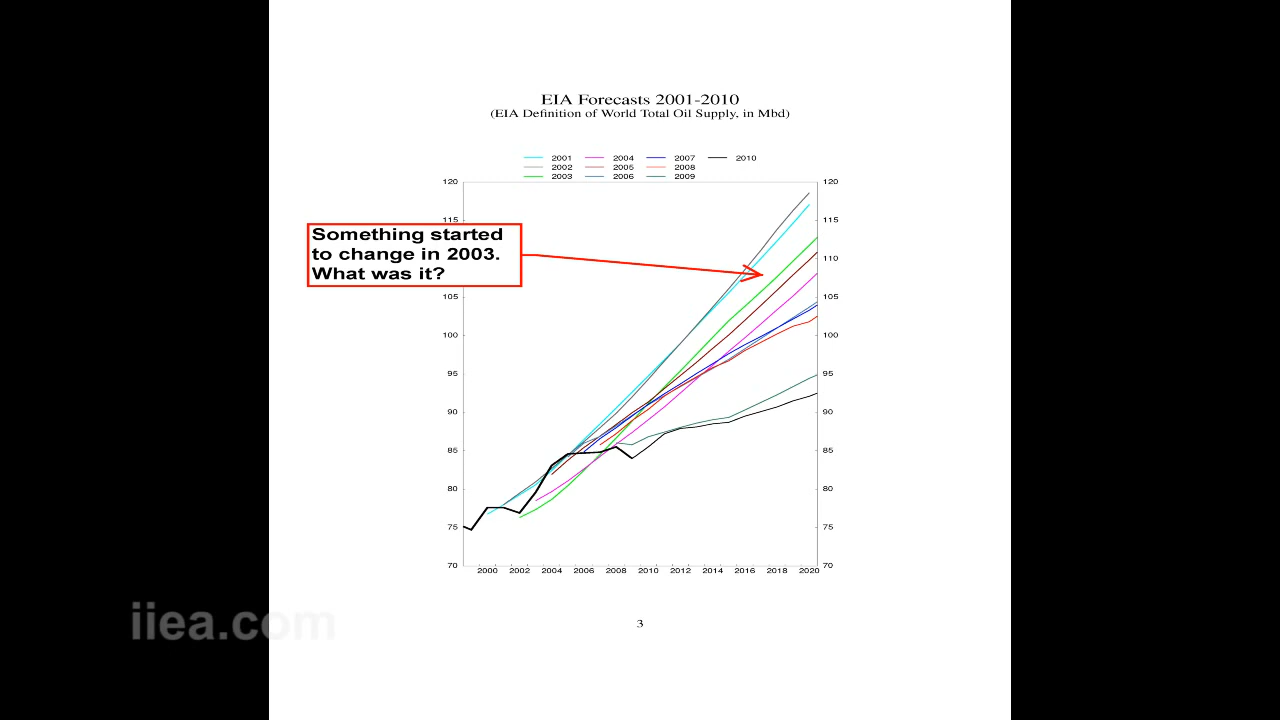 EIA Forecasts 2001-2010
(EIA Definition of World Total Oil Supply, in Mbd)
2001 2004 2007 2010
2002 2005 2008
2003 2006 2009
120 120
115 115
Something started
to change in 2003.
What was it?
110
105 105
100 100
95 95
90 90
85 85
80 80
75 75
70 70
2000 2002 2004 2006 2008 2010 2012 2014 2016 2018 2020
iiea.com
3